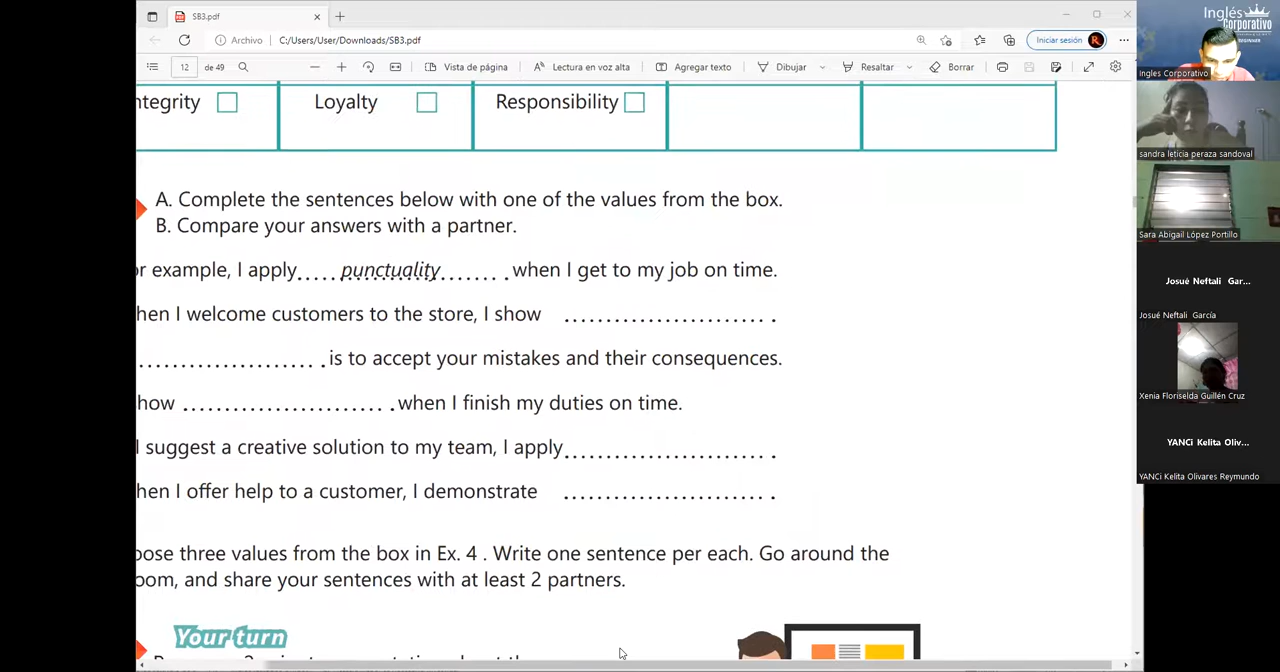 SB3.pdf
Archivo C:/Users/User/Downloads/SB3.pdf Iniciar sesión R
12 de 49 Vista de página Lectura en voz alta Agregar texto Dibujar Resaltar Borrar
ntegrity Loyalty Responsibility
A. Complete the sentences below with one of the values from the box.
B. Compare your answers with a partner.
or example, I apply.....punctuality....... when I get to my job on time.
hen I welcome customers to the store, I show ........................
....................... is to accept your mistakes and their consequences.
how .......................... when I finish my duties on time.
I suggest a creative solution to my team, I apply..........................
hen I offer help to a customer, I demonstrate ........................
oose three values from the box in Ex. 4 . Write one sentence per each. Go around the
oom, and share your sentences with at least 2 partners.
Your turn
Inglés
Corporativo
Ingles Corporativo
sandra leticia peraza sandoval
Sara Abigail López Portillo
Josué Neftali Gar...
Josué Neftali García
Xenia Floriselda Guillén Cruz
YANCi Kelita Oliv...
YANCi Kelita Olivares Reymundo